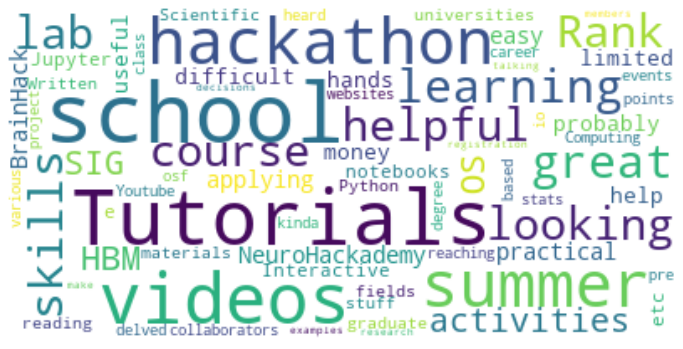 Scientific heard universities members
lab hackathon easy Rank
career
talking
Jupyter useful class difficult hands learning limited
Written decisions websites events
BrainHack project school helpful io points
probably
registration Computing
SIG course money OS great
skills osf applying notebooks based help
various Youtube Python degree stats
e Tutorials kinda looking
HBM materials NeuroHackademy reaching practical
Interactive
make videos stuff fields summer pre
reading graduate activities etc
delved collaborators examples research